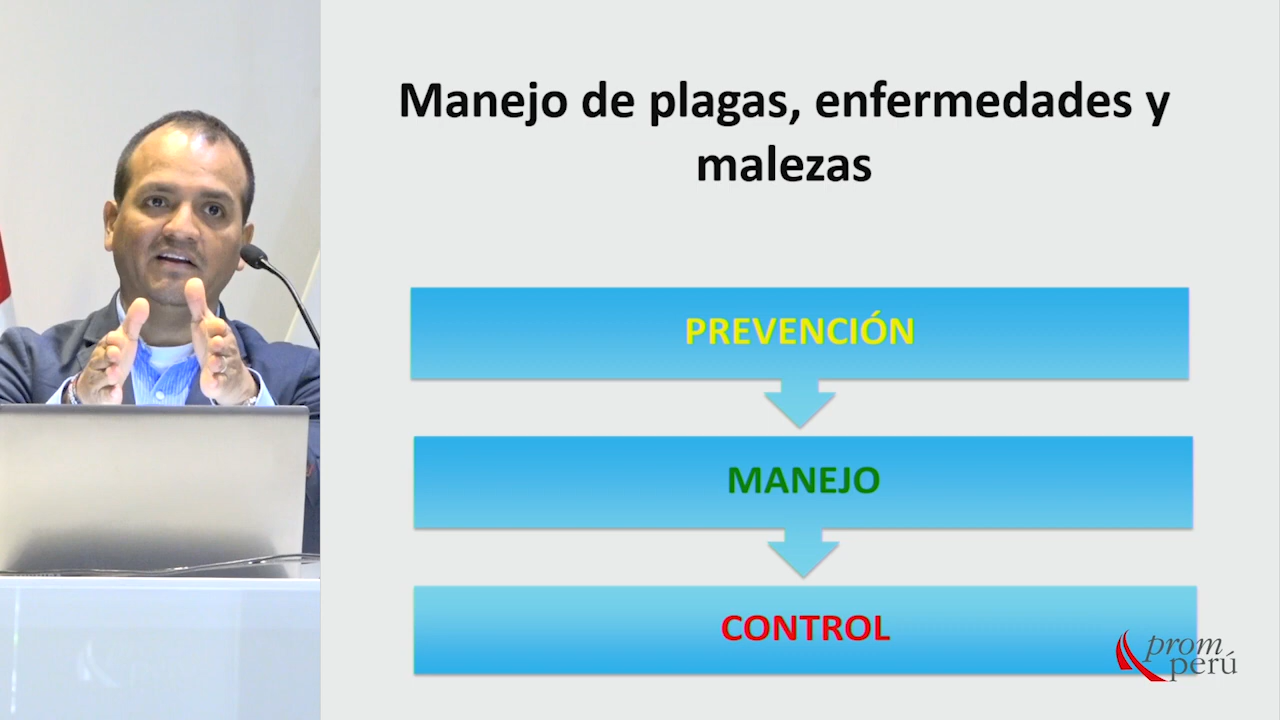 Manejo de plagas, enfermedades y
malezas
PREVENCIÓN
MANEJO
CONTROL
prom
perú